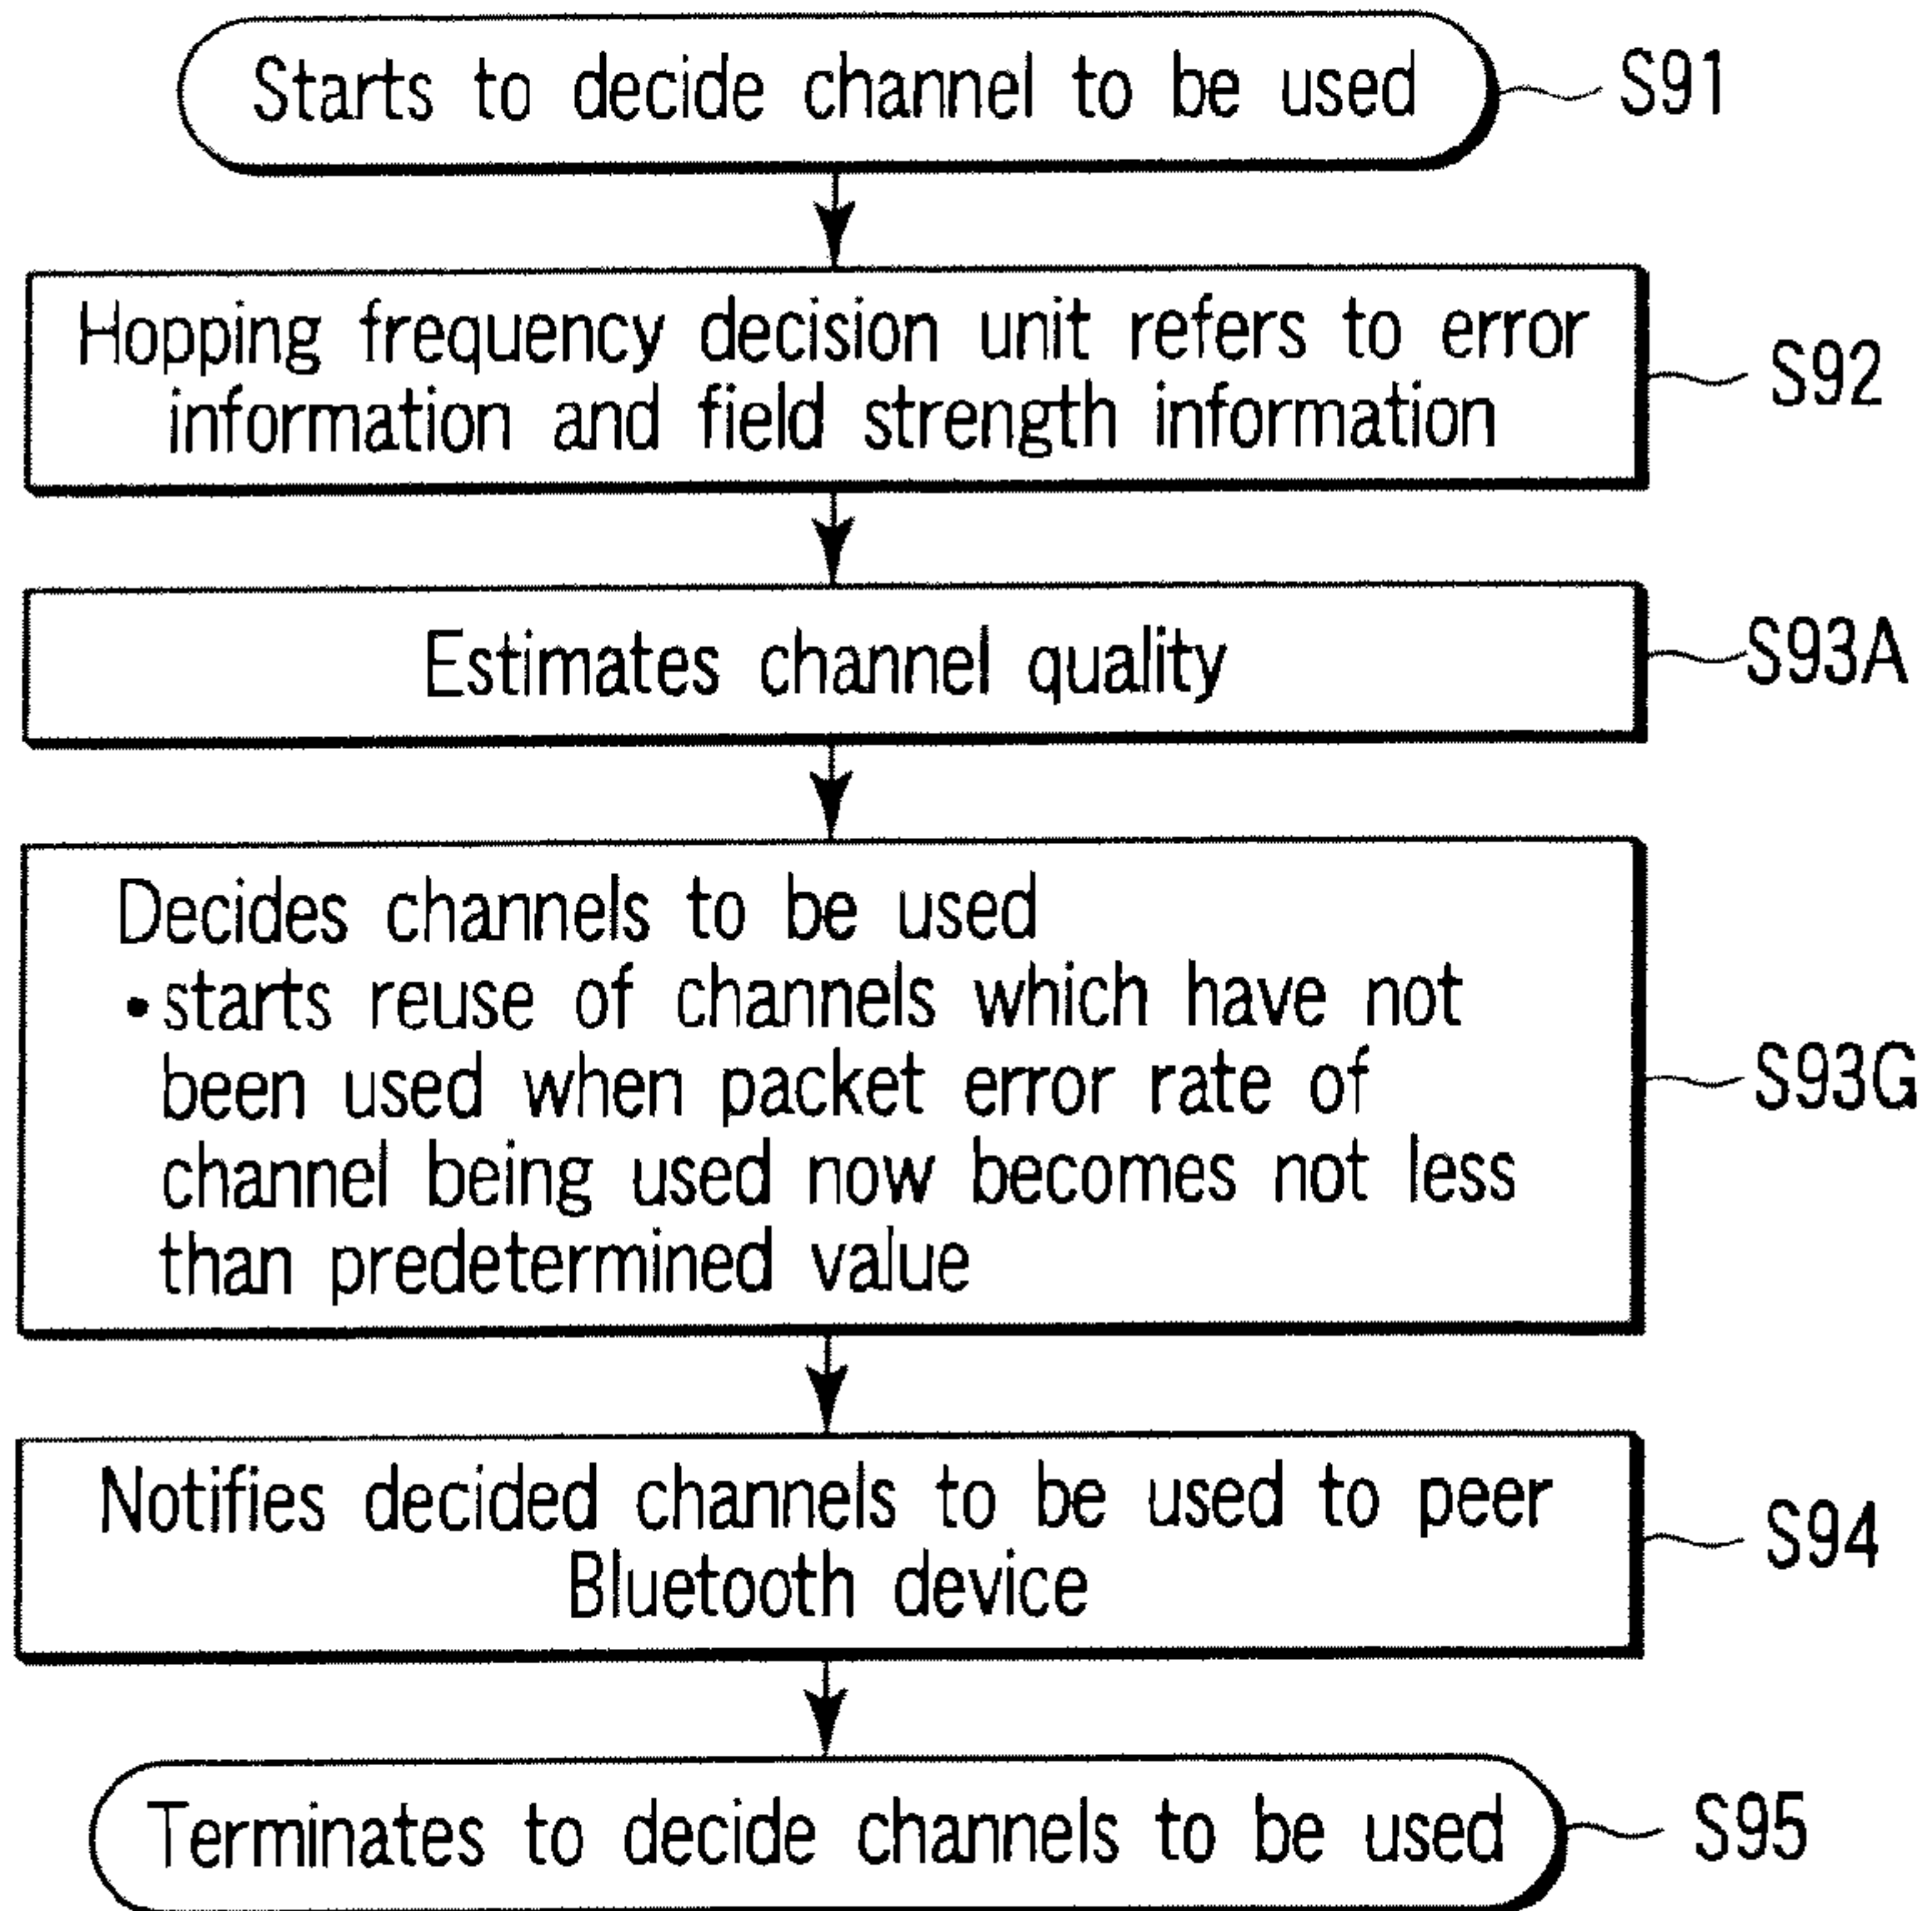 Starts to decide channel to be used
S91
Hopping frequency decision unit refers to error
information and field strength information
S92
Estimates channel quality
S93A
Decides channels to be used
•starts reuse of channels which have not
been used when packet error rate of
channel being used now becomes not less
than predetermined value
S93G
Notifies decided channels to be used to peer
Bluetooth device
S94
Terminates to decide channels to be used
S95